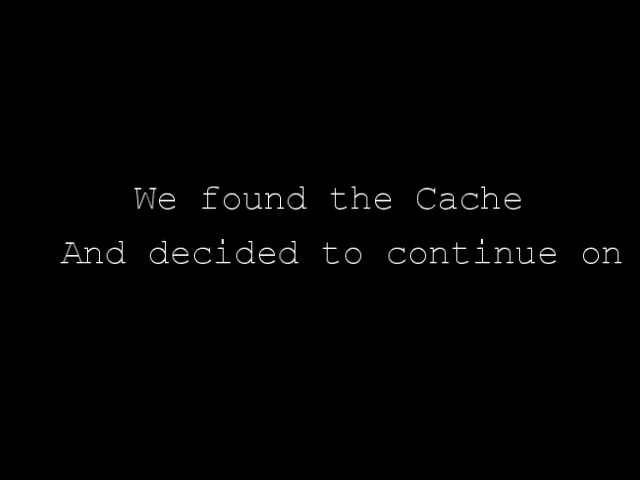 We found the Cache
And decided to continue on